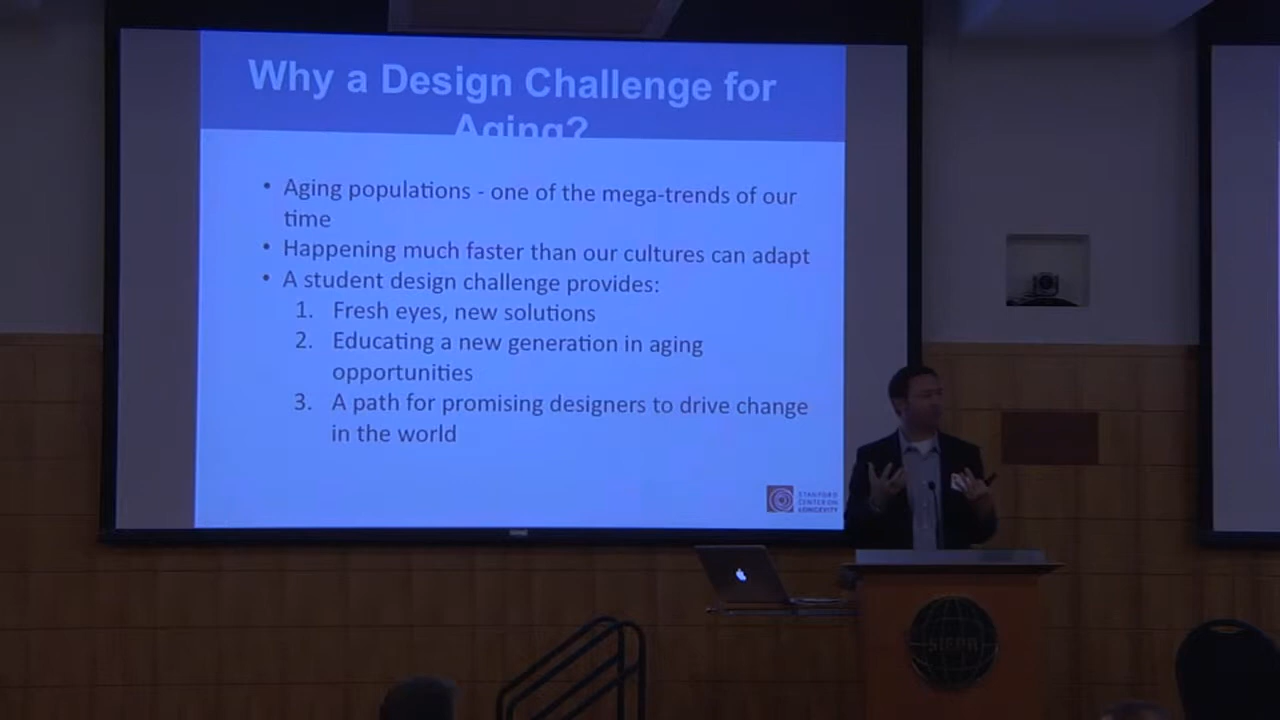 Why a Design Challenge for
Aging?
• Aging populations - one of the mega-trends of our
time
• Happening much faster than our cultures can adapt
• A student design challenge provides:
1. Fresh eyes, new solutions
2. Educating a new generation in aging
opportunities
3. A path for promising designers to drive change
in the world
STANFORD
CENTER ON
LONGEVITY
SIEPR